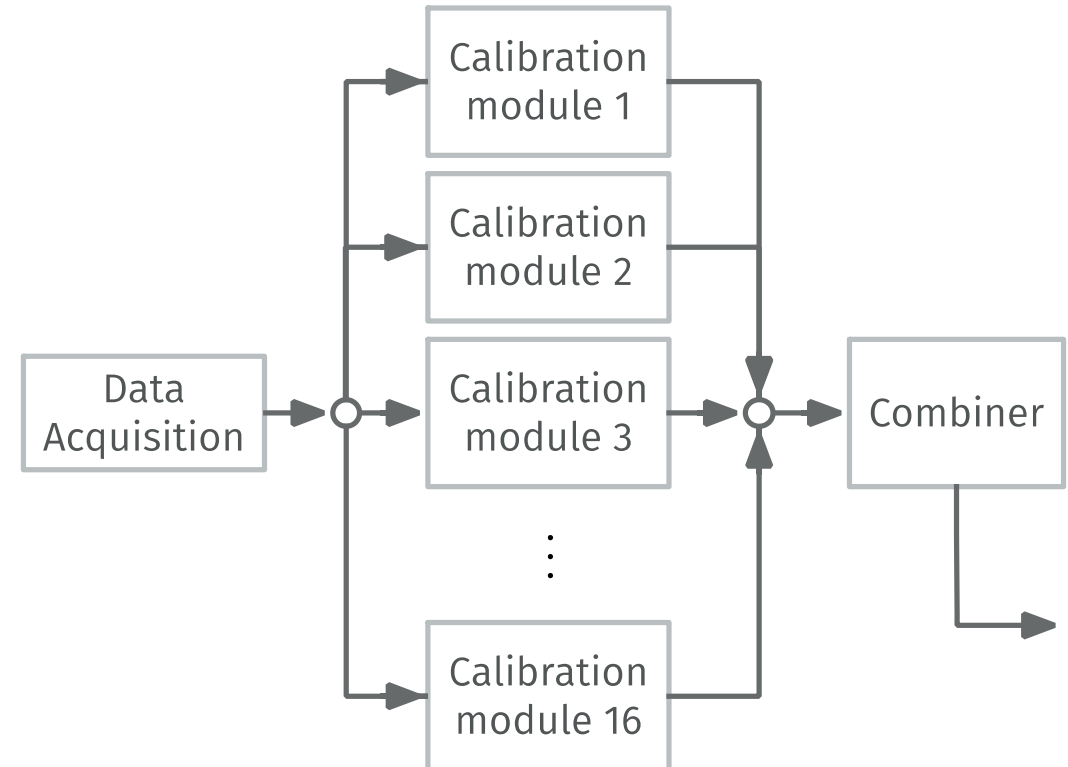 Calibration
module 1
Calibration
module 2
Data
Acquisition
Calibration
module 3
Combiner
⋮
Calibration
module 16